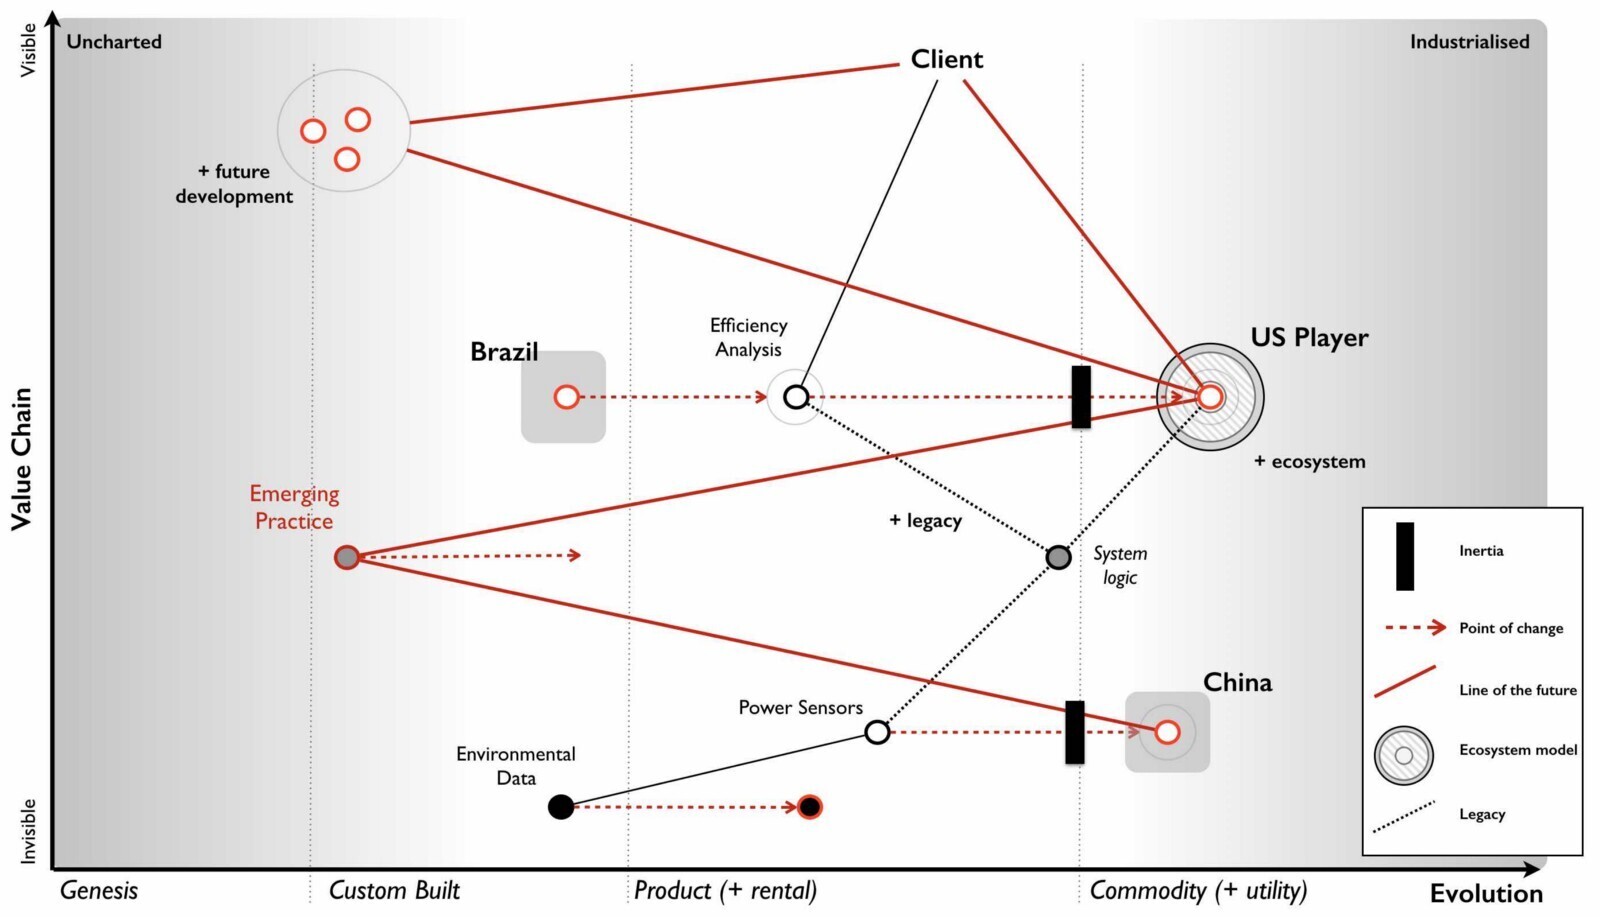 Visible
Uncharted
Industrialised
Client
+ future
development
Efficiency
Analysis
Brazil
US Player
+ ecosystem
Value Chain
Emerging
Practice
+ legacy
System
logic
Power Sensors
China
Environmental
Data
Invisible
Inertia
Point of change
Line of the future
Ecosystem model
Legacy
Genesis
Custom Built
Product (+ rental)
Commodity (+ utility)
Evolution